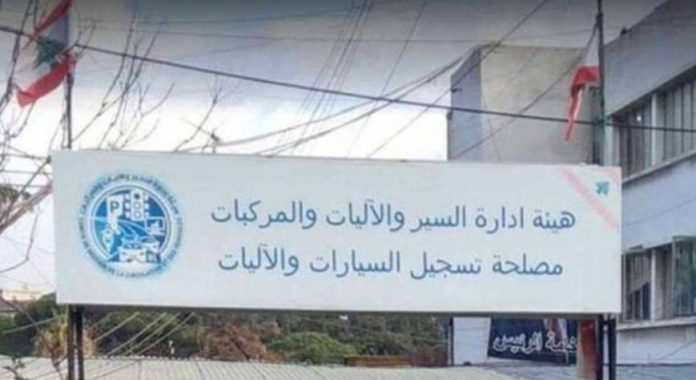 هيئة ادارة السير والآليات والمركبات
مصلحة تسجيل السيارات والآليات
P